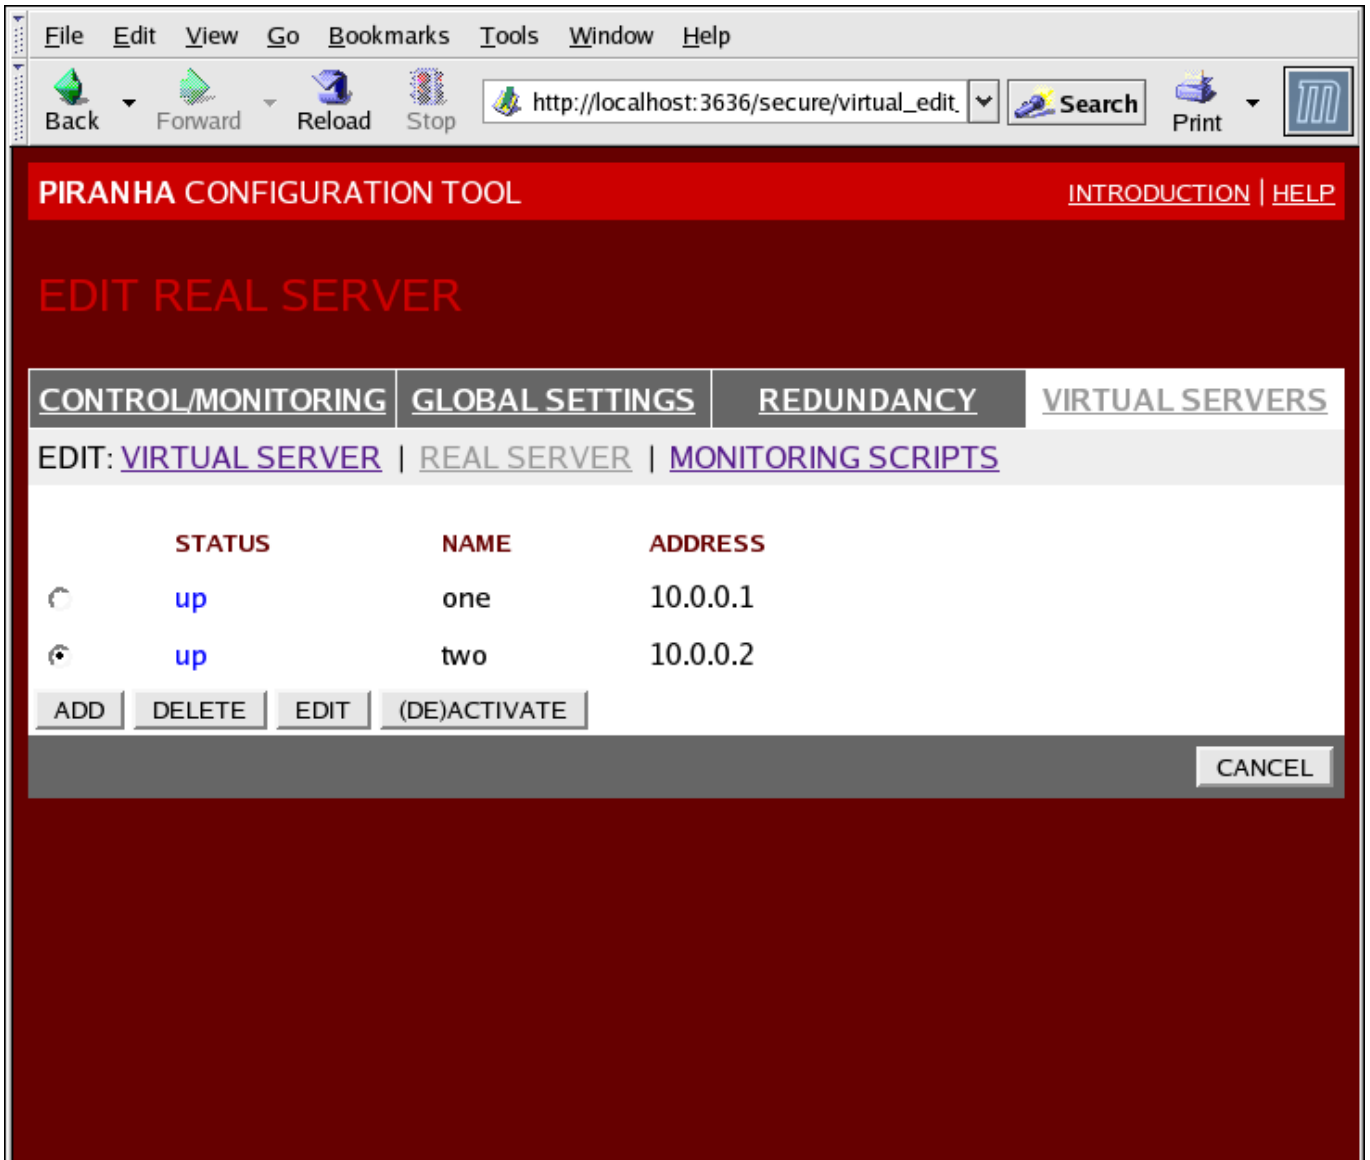 File Edit View Go Bookmarks Tools Window Help
Back Forward Reload Stop http://localhost:3636/secure/virtual_edit_ Search Print
PIRANHA CONFIGURATION TOOL INTRODUCTION | HELP
EDIT REAL SERVER
CONTROL/MONITORING GLOBAL SETTINGS REDUNDANCY VIRTUAL SERVERS
EDIT: VIRTUAL SERVER | REAL SERVER | MONITORING SCRIPTS
STATUS NAME ADDRESS
up one 10.0.0.1
up two 10.0.0.2
ADD DELETE EDIT (DE)ACTIVATE
CANCEL